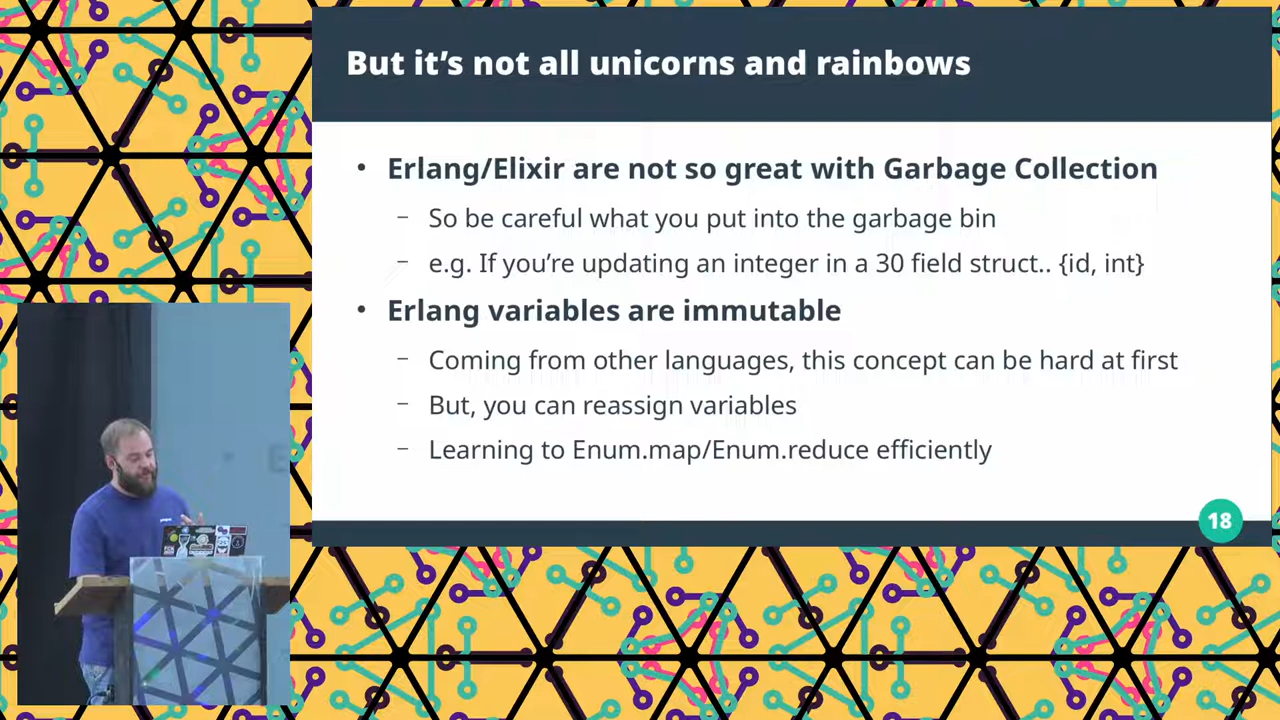 But it’s not all unicorns and rainbows
• Erlang/Elixir are not so great with Garbage Collection
– So be careful what you put into the garbage bin
– e.g. If you’re updating an integer in a 30 field struct.. {id, int}
• Erlang variables are immutable
– Coming from other languages, this concept can be hard at first
– But, you can reassign variables
– Learning to Enum.map/Enum.reduce efficiently
18